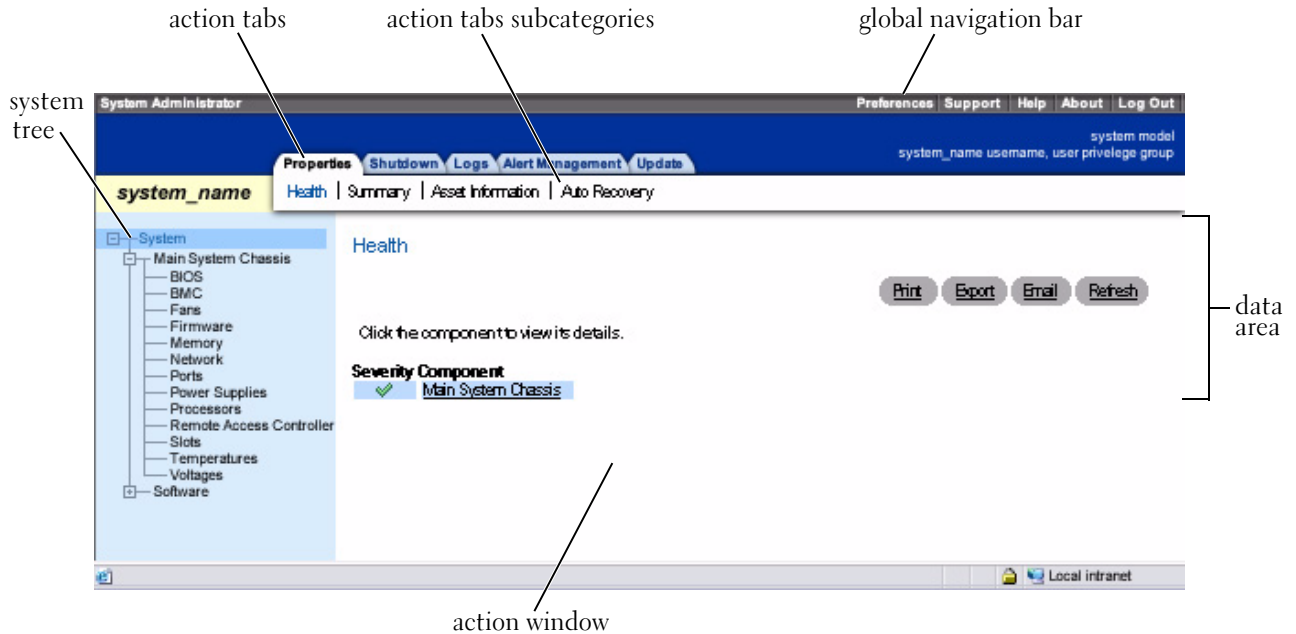 action tabs
action tabs subcategories
global navigation bar
system tree
System Administrator
Preferences Support Help About Log Out
system model
system_name username, user privelege group
Properties Shutdown Logs Alert Management Update
system_name
Health | Summary | Asset Information | Auto Recovery
System
Main System Chassis
BIOS
BMC
Fans
Firmware
Memory
Network
Ports
Power Supplies
Processors
Remote Access Controller
Slots
Temperatures
Voltages
Software
Health
Print Export Email Refresh
Click the component to view its details.
Severity Component
Main System Chassis
data area
Local intranet
action window